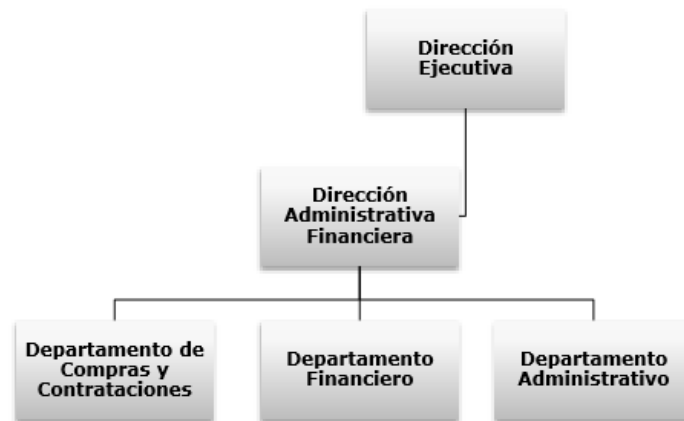 Dirección
Ejecutiva
Dirección
Administrativa
Financiera
Departamento de
Compras y
Contrataciones
Departamento
Financiero
Departamento
Administrativo